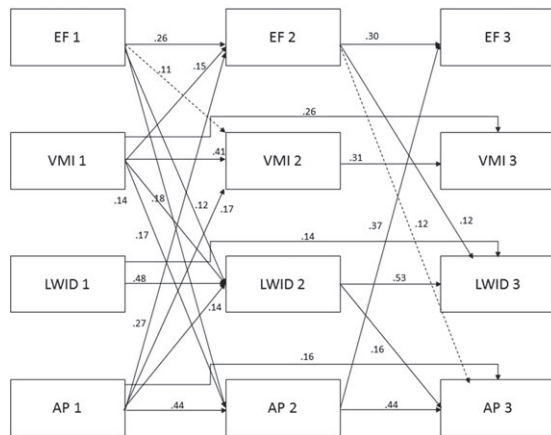 EF 1
EF 2
EF 3
.26
.30
.11
.15
.26
VMI 1
VMI 2
VMI 3
.41
.31
.14
.18
.12
.17
.37
.12
.12
.17
.14
LWID 1
LWID 2
LWID 3
.48
.53
.14
.27
.16
.16
AP 1
AP 2
AP 3
.44
.44